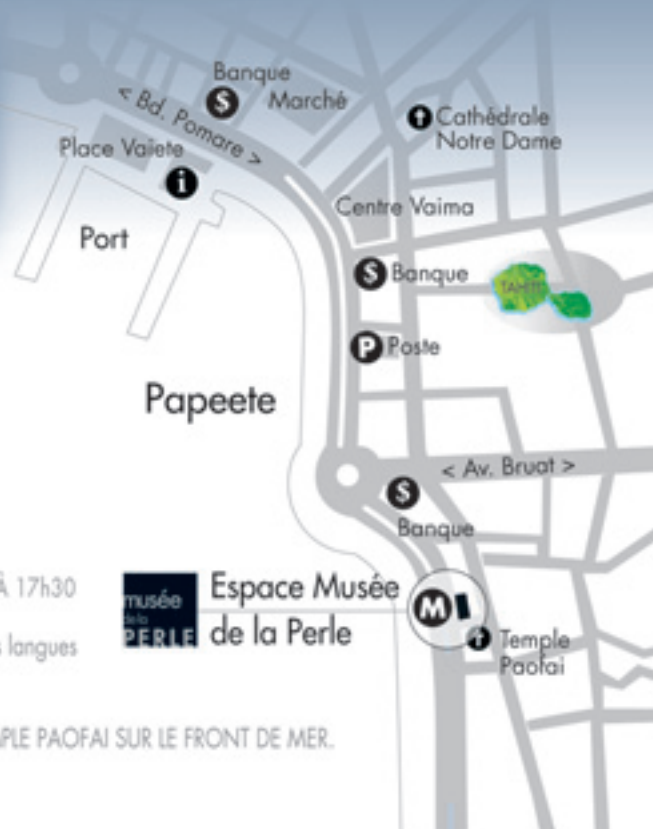 Banque
$
Marché
< Bd. Pomare >
Cathédrale
Notre Dame
Place Vaïete
i
Centre Vaima
Port
$ Banque
TAHITI
P Poste
Papeete
< Av. Bruat >
$
Banque
À 17h30
musée
de la
PERLE
Espace Musée
de la Perle
M
langues
Temple
Paofai
PLE PAOFAI SUR LE FRONT DE MER.